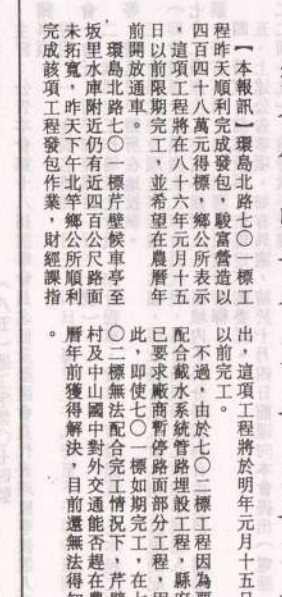 【本報訊】環島北路七〇一標工
程昨天順利完成發包，駿富營造以
四百四十八萬元得標，鄉公所表示
，這項工程將在八十六年元月十五
日以前限期完工，並希望在農曆年
前開放通車。
環島北路七〇一標芹壁候車亭至
坂里水庫附近仍有近四百公尺路面
未拓寬，昨天下午北竿鄉公所順利
完成該項工程發包作業，財經課指
出，這項工程將於明年元月十五日
以前完工。
不過，由於七〇二標工程因為要
配合截水系統管路埋設工程，縣府
已要求廠商暫停路面部分工程，因
此，即使七〇一標如期完工，在七
〇二標無法配合完工情況下，芹壁
村及中山國中對外交通能否趕在農
曆年前獲得解決，目前還無法得知
。